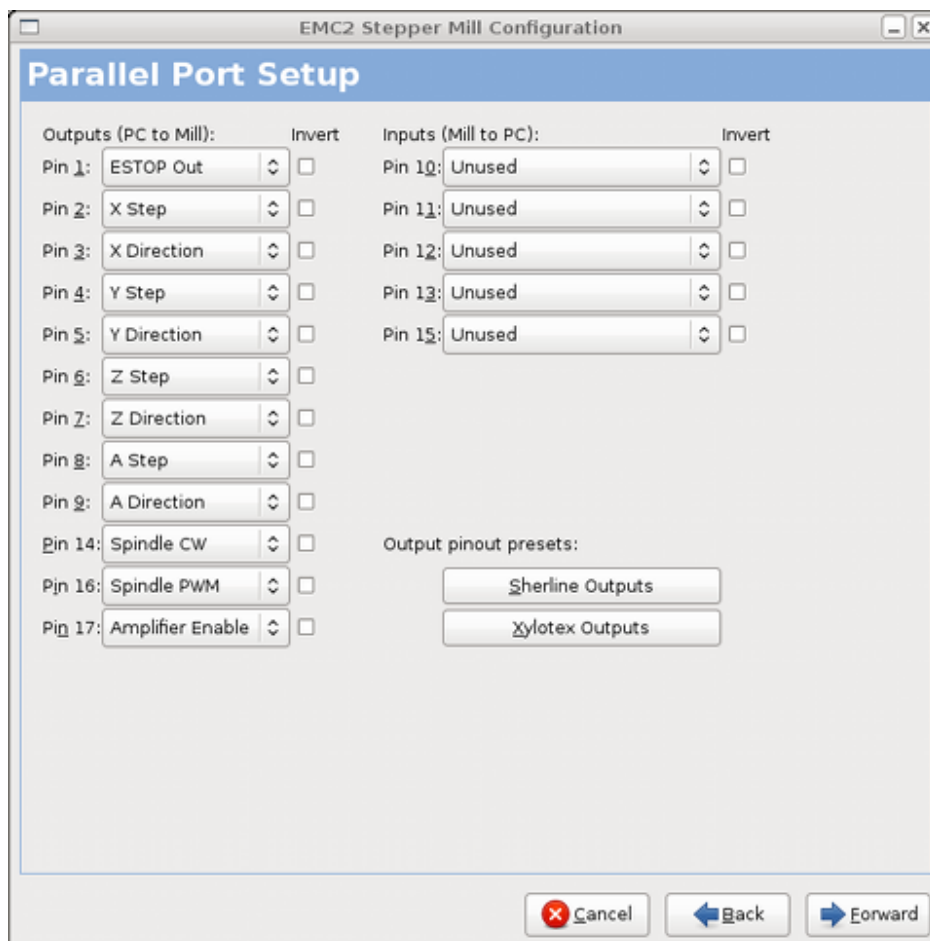 EMC2 Stepper Mill Configuration
Parallel Port Setup
Outputs (PC to Mill): Invert Inputs (Mill to PC): Invert
Pin 1: ESTOP Out Pin 10: Unused
Pin 2: X Step Pin 11: Unused
Pin 3: X Direction Pin 12: Unused
Pin 4: Y Step Pin 13: Unused
Pin 5: Y Direction Pin 15: Unused
Pin 6: Z Step
Pin 7: Z Direction
Pin 8: A Step
Pin 9: A Direction
Pin 14: Spindle CW Output pinout presets:
Pin 16: Spindle PWM Sherline Outputs
Pin 17: Amplifier Enable Xylotex Outputs
Cancel Back Forward